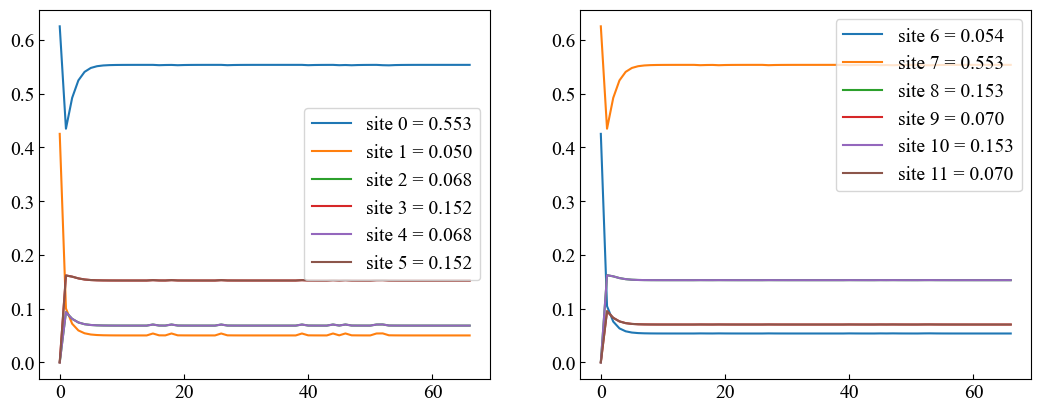 0.6
0.5
0.4
0.3
0.2
0.1
0.0
0
20
40
60
site 0 = 0.553
site 1 = 0.050
site 2 = 0.068
site 3 = 0.152
site 4 = 0.068
site 5 = 0.152
0.6
0.5
0.4
0.3
0.2
0.1
0.0
0
20
40
60
site 6 = 0.054
site 7 = 0.553
site 8 = 0.153
site 9 = 0.070
site 10 = 0.153
site 11 = 0.070